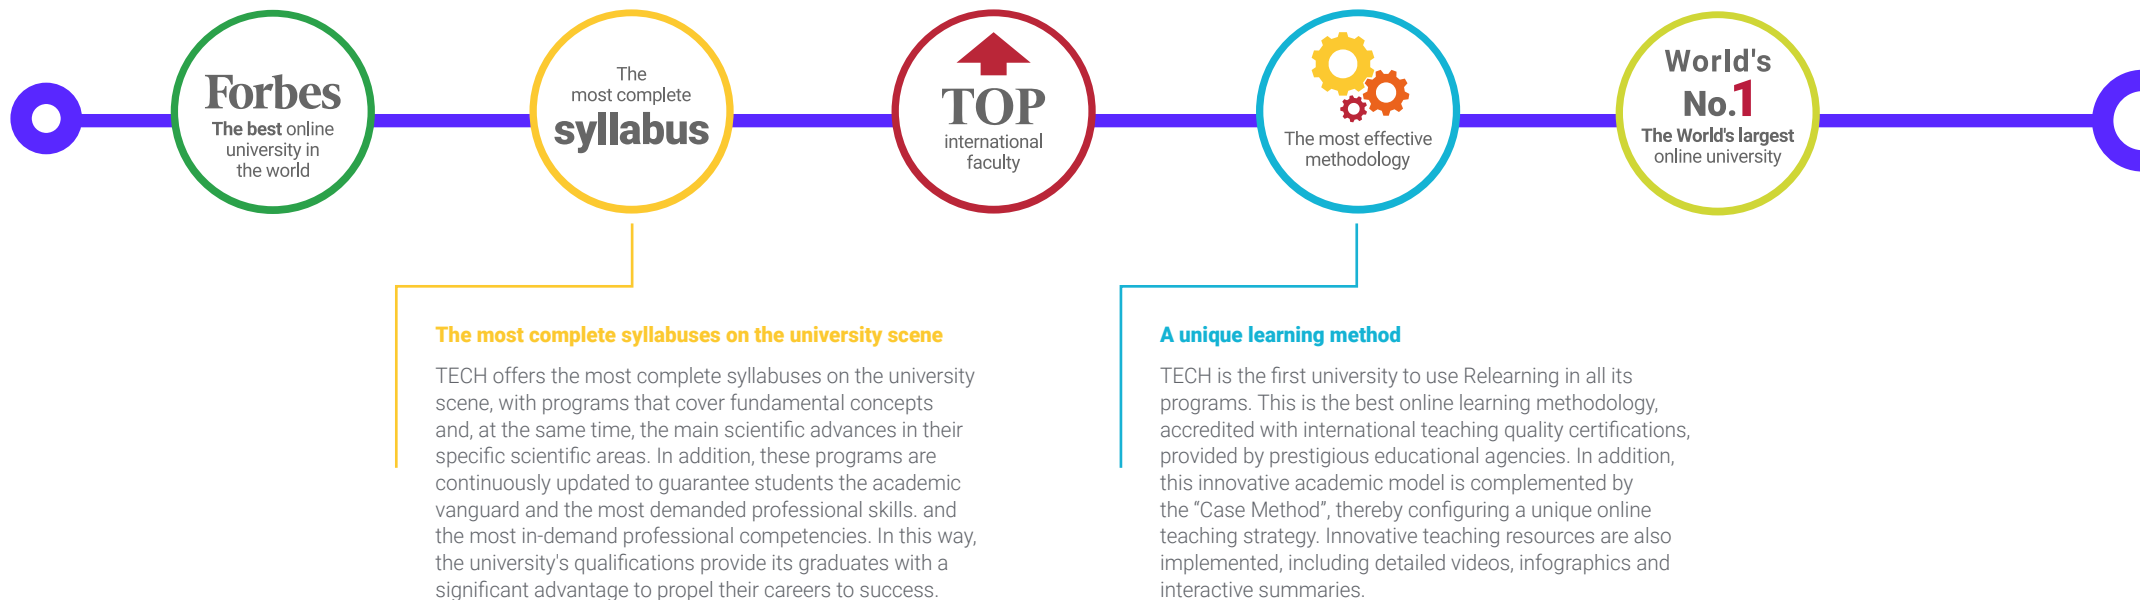 Forbes
The best online
university in
the world
The
most complete
syllabus
TOP
international
faculty
The most effective
methodology
World's
No.1
The World's largest
online university
The most complete syllabuses on the university scene
TECH offers the most complete syllabuses on the university
scene, with programs that cover fundamental concepts
and, at the same time, the main scientific advances in their
specific scientific areas. In addition, these programs are
continuously updated to guarantee students the academic
vanguard and the most demanded professional skills. and
the most in-demand professional competencies. In this way,
the university's qualifications provide its graduates with a
significant advantage to propel their careers to success.
A unique learning method
TECH is the first university to use Relearning in all its
programs. This is the best online learning methodology,
accredited with international teaching quality certifications,
provided by prestigious educational agencies. In addition,
this innovative academic model is complemented by
the “Case Method”, thereby configuring a unique online
teaching strategy. Innovative teaching resources are also
implemented, including detailed videos, infographics and
interactive summaries.